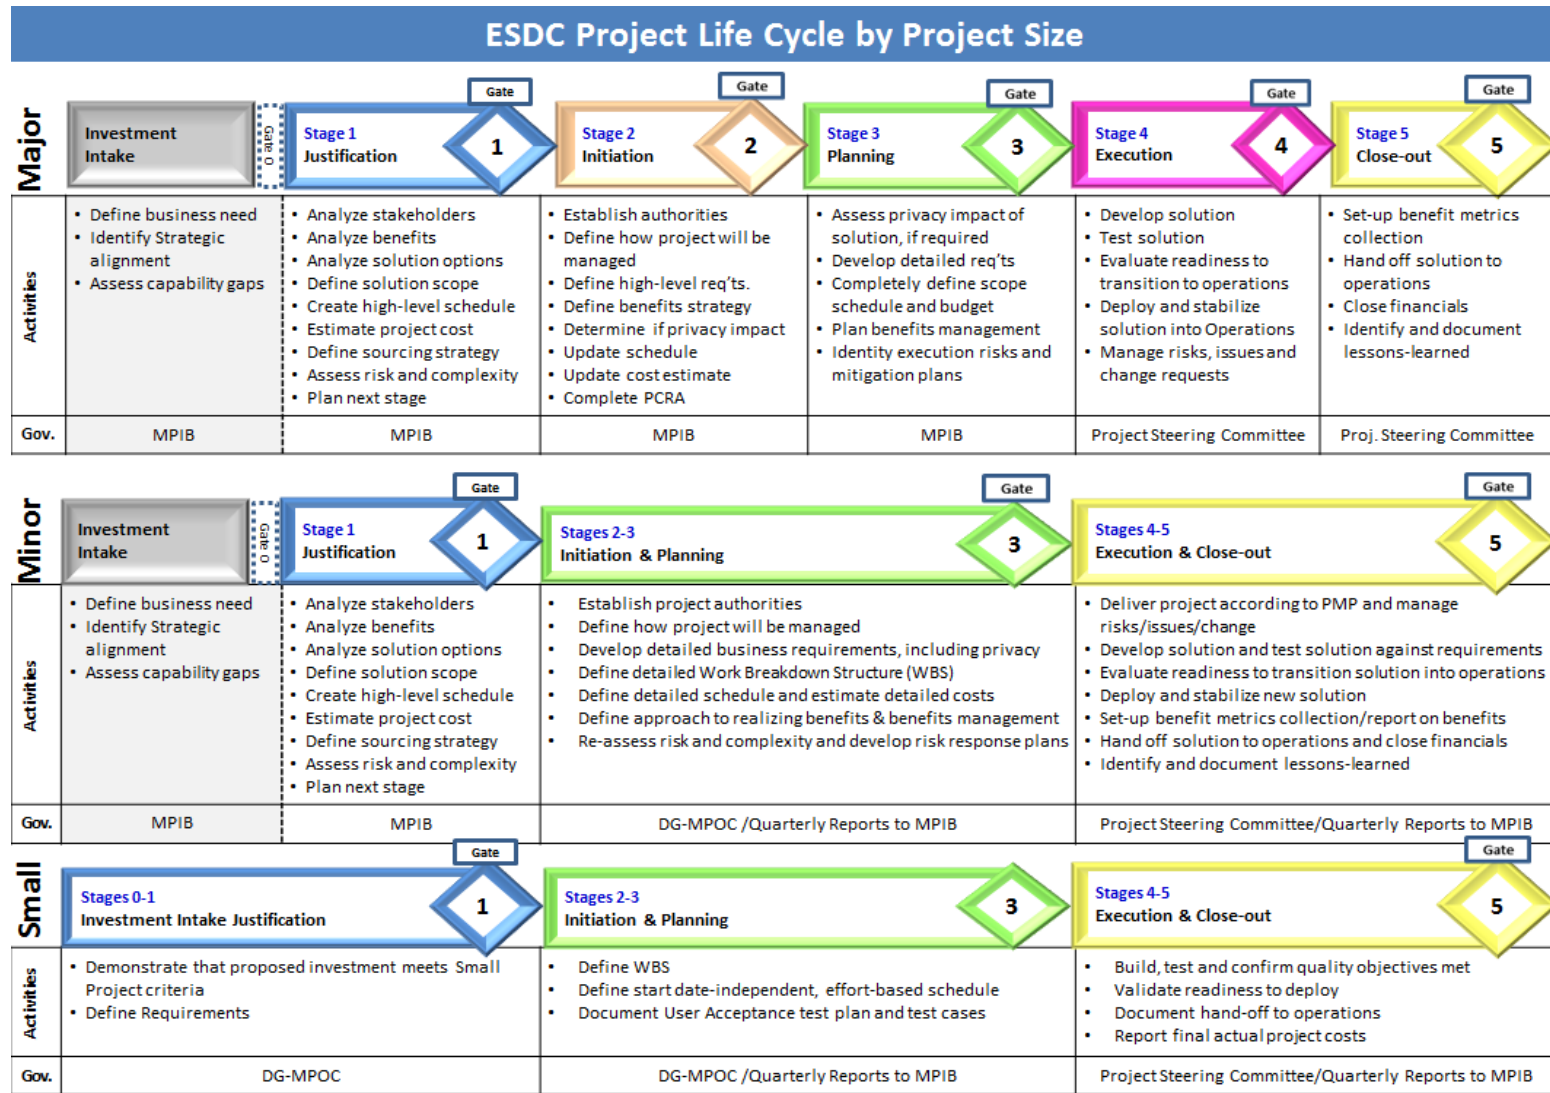 ESDC Project Life Cycle by Project Size
Major
Investment
Intake
Gate 0
Gate
Stage 1
Justification
1
Gate
Stage 2
Initiation
2
Gate
Stage 3
Planning
3
Gate
Stage 4
Execution
4
Gate
Stage 5
Close-out
5
Activities
• Define business need
• Identify Strategic
alignment
• Assess capability gaps
• Analyze stakeholders
• Analyze benefits
• Analyze solution options
• Define solution scope
• Create high-level schedule
• Estimate project cost
• Define sourcing strategy
• Assess risk and complexity
• Plan next stage
• Establish authorities
• Define how project will be
managed
• Define high-level req'ts.
• Define benefits strategy
• Determine if privacy impact
• Update schedule
• Update cost estimate
• Complete PCRA
• Assess privacy impact of
solution, if required
• Develop detailed req'ts
• Completely define scope
schedule and budget
• Plan benefits management
• Identity execution risks and
mitigation plans
• Develop solution
• Test solution
• Evaluate readiness to
transition to operations
• Deploy and stabilize
solution into Operations
• Manage risks, issues and
change requests
• Set-up benefit metrics
collection
• Hand off solution to
operations
• Close financials
• Identify and document
lessons-learned
Gov.
MPIB
MPIB
MPIB
MPIB
Project Steering Committee
Proj. Steering Committee
Minor
Investment
Intake
Gate 0
Gate
Stage 1
Justification
1
Gate
Stages 2-3
Initiation & Planning
3
Gate
Stages 4-5
Execution & Close-out
5
Activities
• Define business need
• Identify Strategic
alignment
• Assess capability gaps
• Analyze stakeholders
• Analyze benefits
• Analyze solution options
• Define solution scope
• Create high-level schedule
• Estimate project cost
• Define sourcing strategy
• Assess risk and complexity
• Plan next stage
• Establish project authorities
• Define how project will be managed
• Develop detailed business requirements, including privacy
• Define detailed Work Breakdown Structure (WBS)
• Define detailed schedule and estimate detailed costs
• Define approach to realizing benefits & benefits management
• Re-assess risk and complexity and develop risk response plans
• Deliver project according to PMP and manage
risks/issues/change
• Develop solution and test solution against requirements
• Evaluate readiness to transition solution into operations
• Deploy and stabilize new solution
• Set-up benefit metrics collection/report on benefits
• Hand off solution to operations and close financials
• Identify and document lessons-learned
Gov.
MPIB
MPIB
DG-MPOC /Quarterly Reports to MPIB
Project Steering Committee/Quarterly Reports to MPIB
Small
Gate
Stages 0-1
Investment Intake Justification
1
Stages 2-3
Initiation & Planning
3
Gate
Stages 4-5
Execution & Close-out
5
Activities
• Demonstrate that proposed investment meets Small
Project criteria
• Define Requirements
• Define WBS
• Define start date-independent, effort-based schedule
• Document User Acceptance test plan and test cases
• Build, test and confirm quality objectives met
• Validate readiness to deploy
• Document hand-off to operations
• Report final actual project costs
Gov.
DG-MPOC
DG-MPOC /Quarterly Reports to MPIB
Project Steering Committee/Quarterly Reports to MPIB